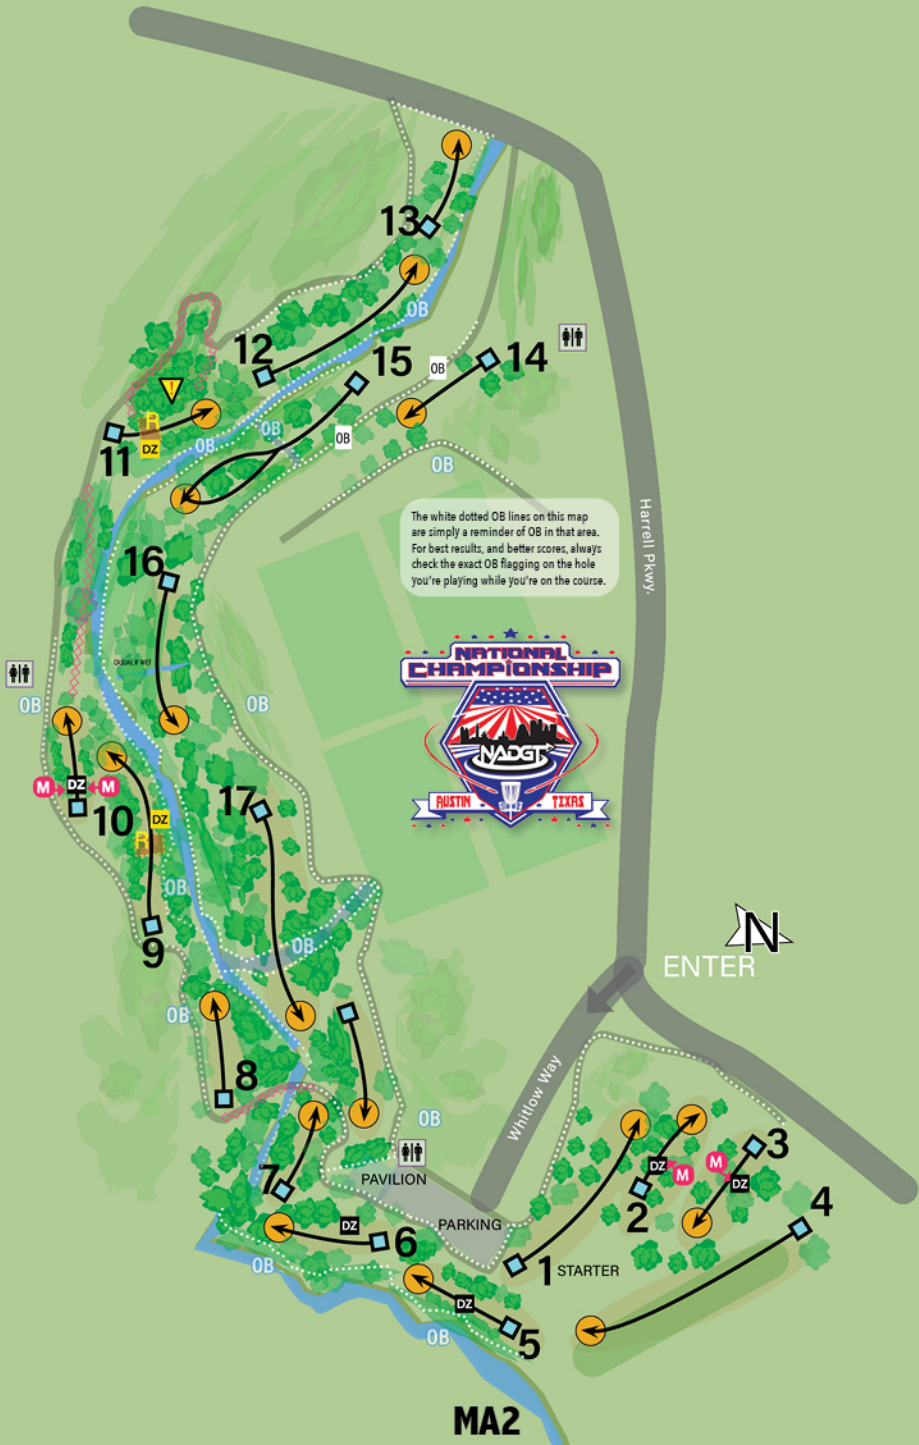 13
OB
12
15
OB
14
R
DZ
11
OB
OB
OB
OB
The white dotted OB lines on this map
are simply a reminder of OB in that area.
For best results, and better scores, always
check the exact OB flagging on the hole
you're playing while you're on the course.
Harrell Pkwy.
16
CASUAL IF WET
NATIONAL
CHAMPIONSHIP
NADGT
AUSTIN
TEXAS
OB
OB
M
DZ
M
10
17
DZ
R
OB
9
OB
N
ENTER
OB
8
Whitlow Way
OB
7
PAVILION
PARKING
DZ
6
OB
1
STARTER
DZ
M
2
M
DZ
3
4
DZ
5
OB
MA2